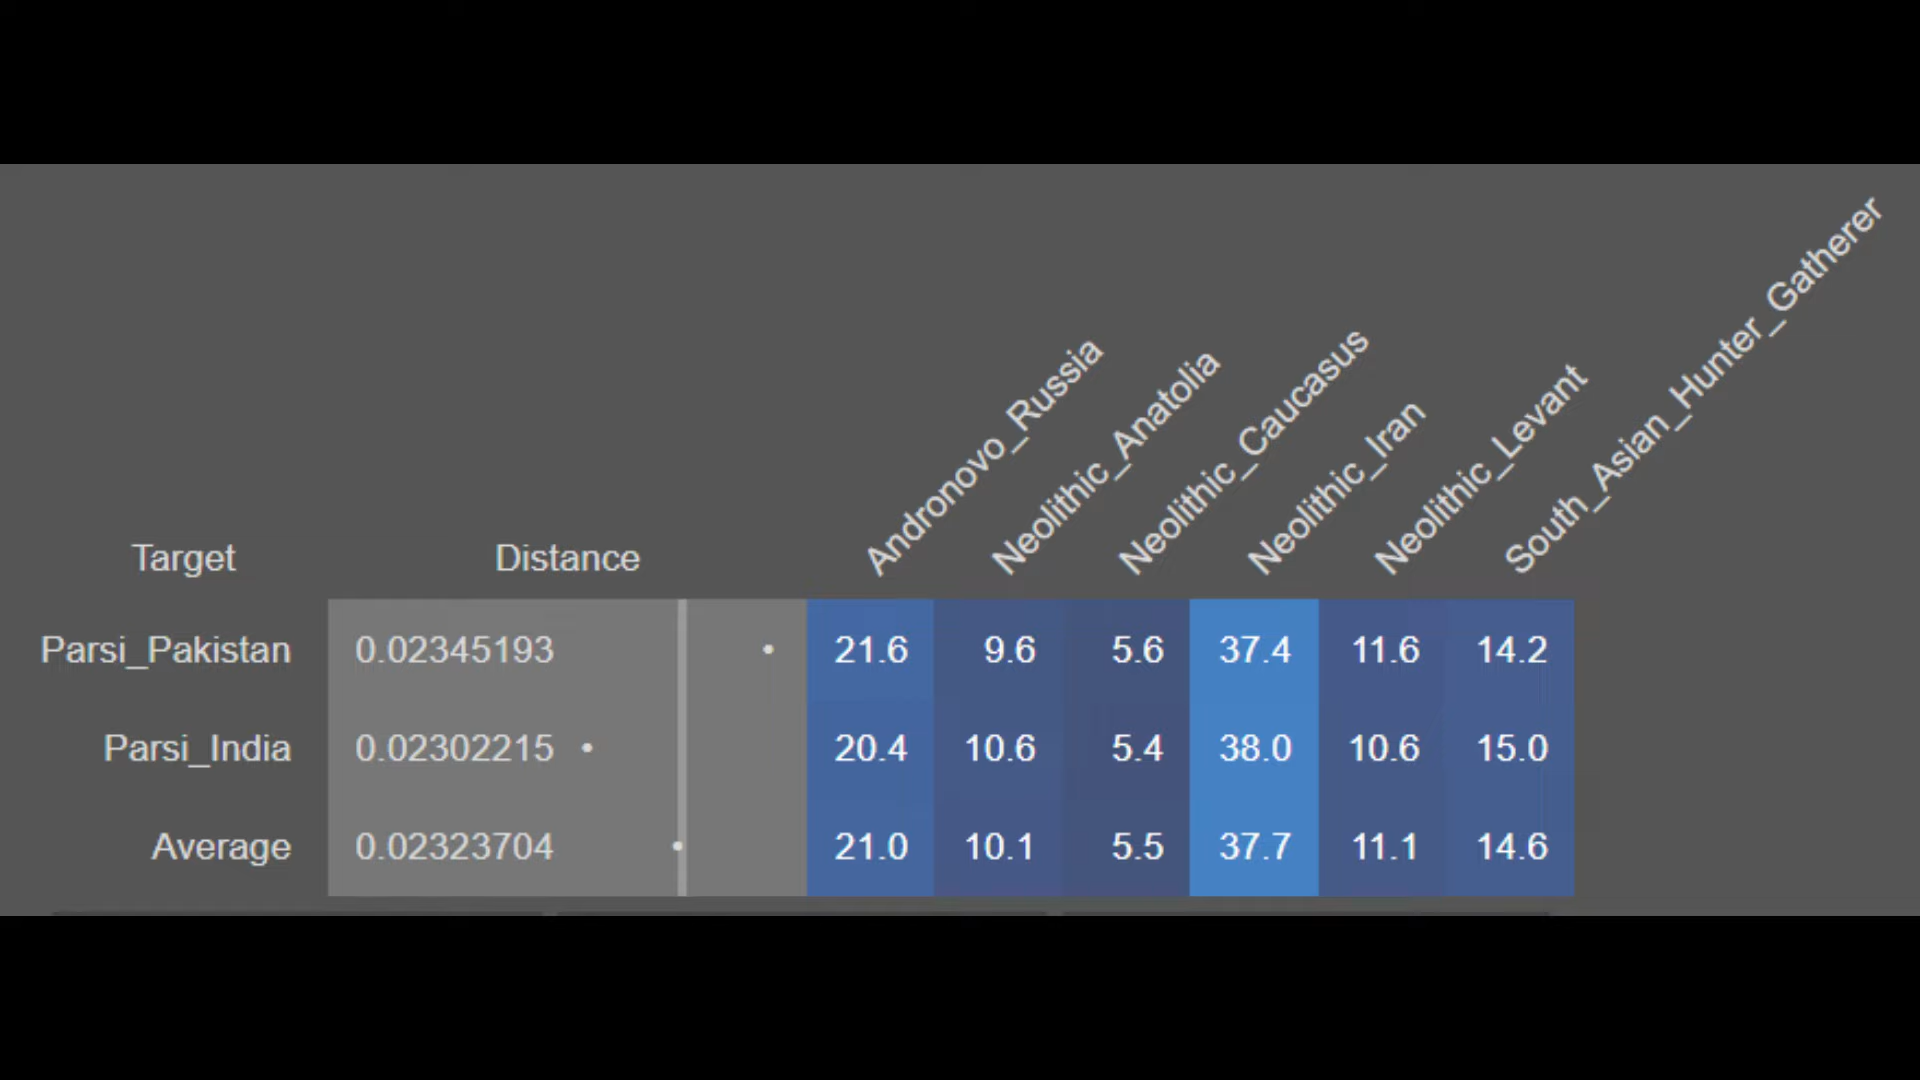 Andronovo_Russia
Neolithic_Anatolia
Neolithic_Caucasus
Neolithic_Iran
Neolithic_Levant
South_Asian_Hunter_Gatherer
Target Distance
Parsi_Pakistan 0.02345193 21.6 9.6 5.6 37.4 11.6 14.2
Parsi_India 0.02302215 20.4 10.6 5.4 38.0 10.6 15.0
Average 0.02323704 21.0 10.1 5.5 37.7 11.1 14.6